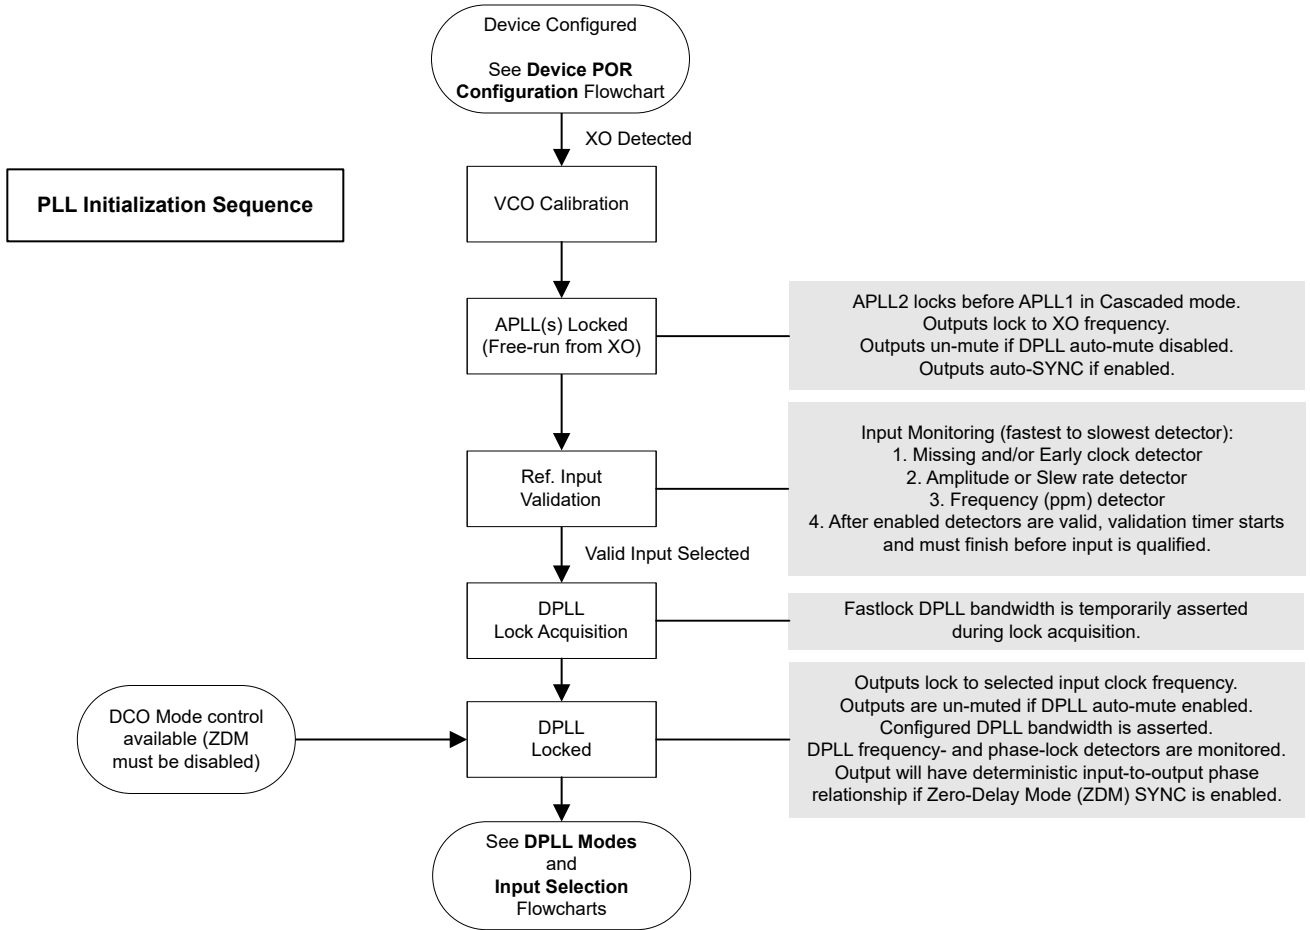 Device Configured
See Device POR
Configuration Flowchart
XO Detected
PLL Initialization Sequence
VCO Calibration
APLL(s) Locked
(Free-run from XO)
APLL2 locks before APLL1 in Cascaded mode.
Outputs lock to XO frequency.
Outputs un-mute if DPLL auto-mute disabled.
Outputs auto-SYNC if enabled.
Ref. Input
Validation
Input Monitoring (fastest to slowest detector):
1. Missing and/or Early clock detector
2. Amplitude or Slew rate detector
3. Frequency (ppm) detector
4. After enabled detectors are valid, validation timer starts
and must finish before input is qualified.
Valid Input Selected
DPLL
Lock Acquisition
Fastlock DPLL bandwidth is temporarily asserted
during lock acquisition.
DCO Mode control
available (ZDM
must be disabled)
DPLL
Locked
Outputs lock to selected input clock frequency.
Outputs are un-muted if DPLL auto-mute enabled.
Configured DPLL bandwidth is asserted.
DPLL frequency- and phase-lock detectors are monitored.
Output will have deterministic input-to-output phase
relationship if Zero-Delay Mode (ZDM) SYNC is enabled.
See DPLL Modes
and
Input Selection
Flowcharts